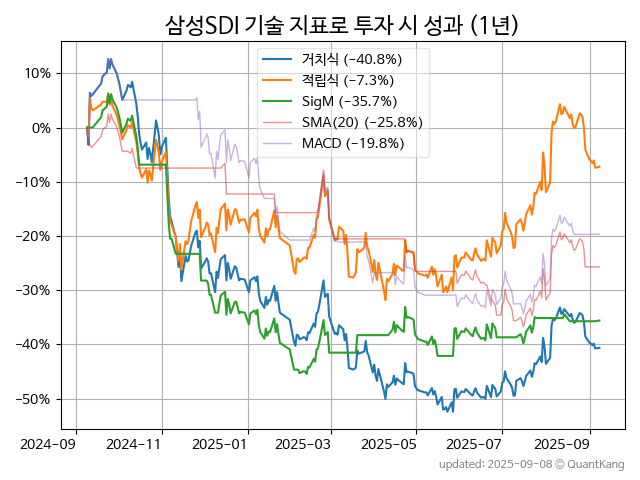 삼성SDI 기술 지표로 투자 시 성과 (1년)
거치식 (−40.8%)
적립식 (−7.3%)
SigM (−35.7%)
SMA(20) (−25.8%)
MACD (−19.8%)
10%
0%
−10%
−20%
−30%
−40%
−50%
2024−09 2024−11 2025−01 2025−03 2025−05 2025−07 2025−09
updated: 2025−09−08 © QuantKang